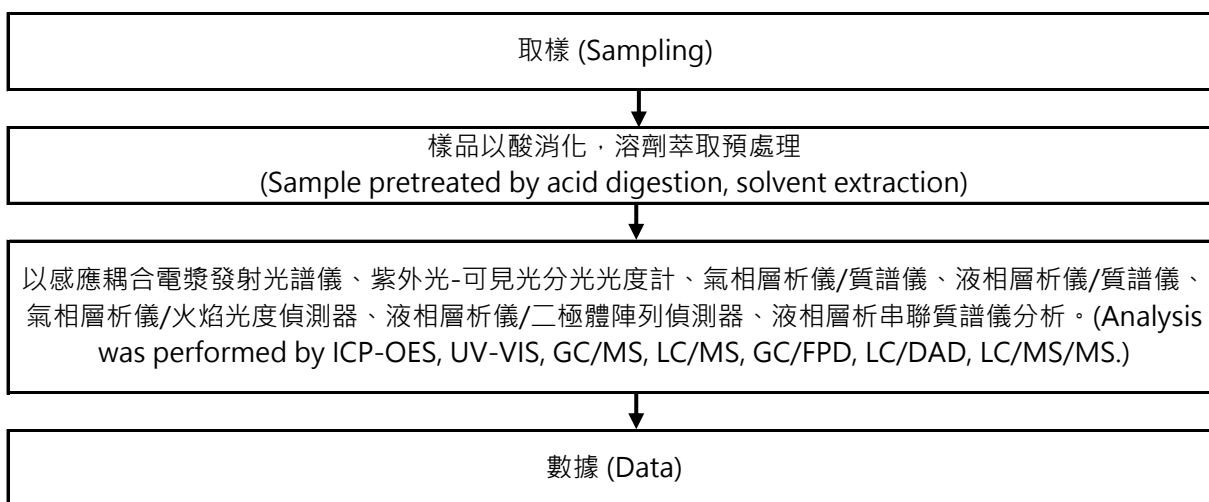 取樣 (Sampling)
樣品以酸消化，溶劑萃取預處理
(Sample pretreated by acid digestion, solvent extraction)
以感應耦合電漿發射光譜儀、紫外光-可見光分光光度計、氣相層析儀/質譜儀、液相層析儀/質譜儀、
氣相層析儀/火焰光度偵測器、液相層析儀/二極體陣列偵測器、液相層析串聯質譜儀分析。(Analysis
was performed by ICP-OES, UV-VIS, GC/MS, LC/MS, GC/FPD, LC/DAD, LC/MS/MS.)
數據 (Data)